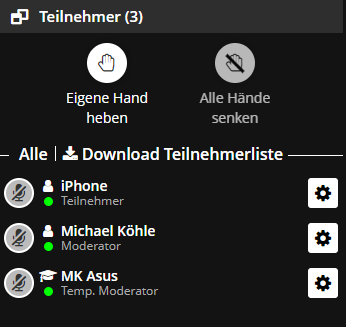 Teilnehmer (3)
Eigene Hand heben
Alle Hände senken
Alle | Download Teilnehmerliste
iPhone
Teilnehmer
Michael Köhle
Moderator
MK Asus
Temp. Moderator